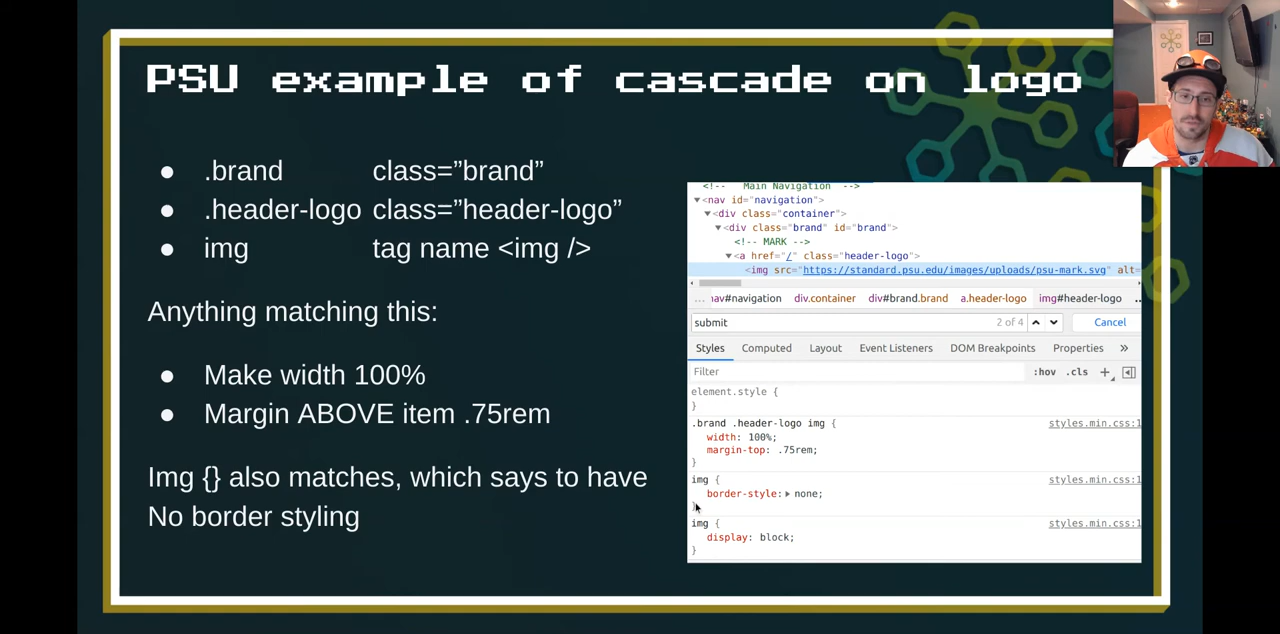 PSU example of cascade on logo
● .brand class=”brand”
● .header-logo class=”header-logo”
● img tag name <img />
Anything matching this:
● Make width 100%
● Margin ABOVE item .75rem
Img {} also matches, which says to have
No border styling
<!-- Main Navigation -->
▼<nav id="navigation">
▼<div class="container">
▼<div class="brand" id="brand">
<!-- MARK -->
▼<a href="/" class="header-logo">
<img src="https://standard.psu.edu/images/uploads/psu-mark.svg" alt=
... nav#navigation div.container div#brand.brand a.header-logo img#header-logo ..
submit 2 of 4 Cancel
Styles Computed Layout Event Listeners DOM Breakpoints Properties »
Filter :hov .cls +
element.style {
}
.brand .header-logo img { styles.min.css:1
width: 100%;
margin-top: .75rem;
}
img { styles.min.css:1
border-style:▸ none;
}
img { styles.min.css:1
display: block;
}